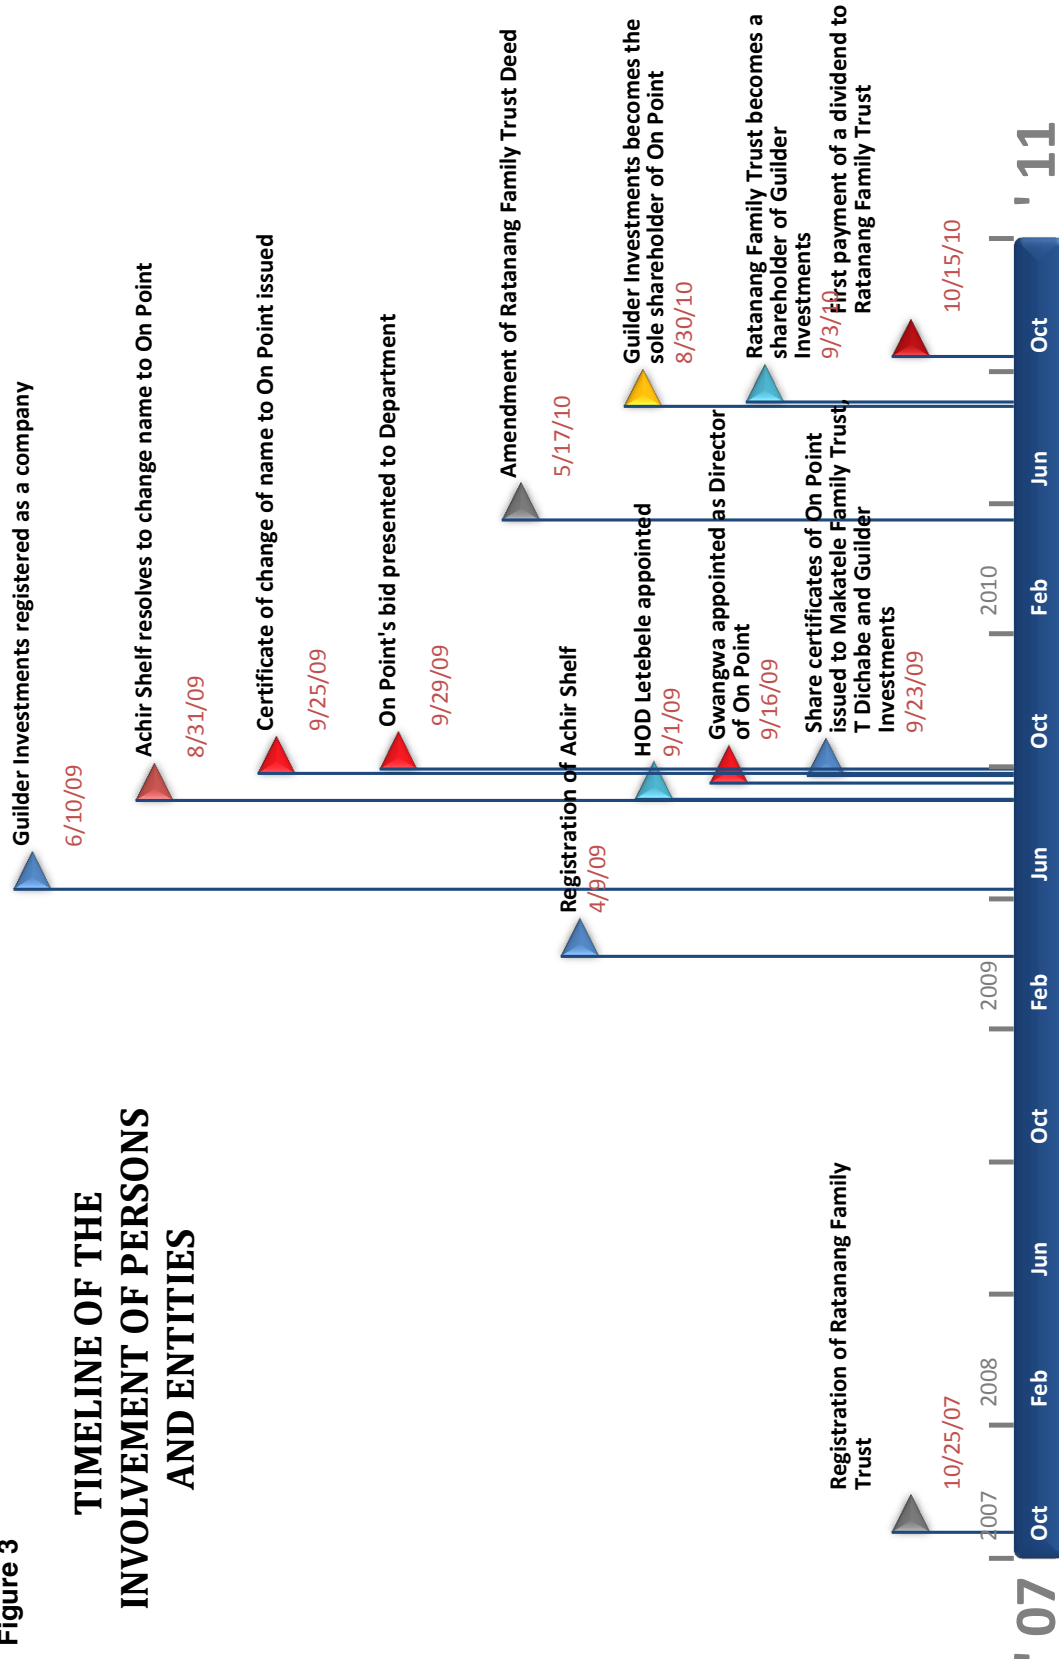 Figure 3
TIMELINE OF THE
INVOLVEMENT OF PERSONS
AND ENTITIES
Guilder Investments registered as a company
6/10/09
Achir Shelf resolves to change name to On Point
8/31/09
Certificate of change of name to On Point issued
9/25/09
On Point's bid presented to Department
9/29/09
Amendment of Ratanang Family Trust Deed
5/17/10
Registration of Achir Shelf
4/9/09
HOD Letebele appointed
9/1/09
Guilder Investments becomes the
sole shareholder of On Point
8/30/10
Gwangwa appointed as Director
of On Point
9/16/09
Ratanang Family Trust becomes a
shareholder of Guilder
Investments
9/3/10
Share certificates of On Point
issued to Makatele Family Trust,
T Dichabe and Guilder
Investments
9/23/09
Registration of Ratanang Family
Trust
10/25/07
First payment of a dividend to
Ratanang Family Trust
10/15/10
2007 2008 2009 2010
' 07 Oct Feb Jun Oct Feb Jun Oct Feb Jun Oct ' 11